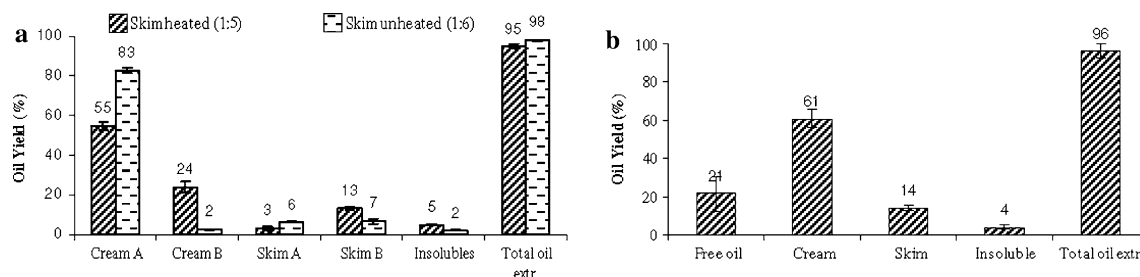 a
Skim heated (1:5)
Skim unheated (1:6)
Oil Yield (%)
100
80
60
40
20
0
55
83
24
2
3
6
13
7
5
2
95
98
Cream A
Cream B
Skim A
Skim B
Insolubles
Total oil
extr
b
Oil Yield (%)
100
80
60
40
20
0
21
61
14
4
96
Free oil
Cream
Skim
Insoluble
Total oil extr